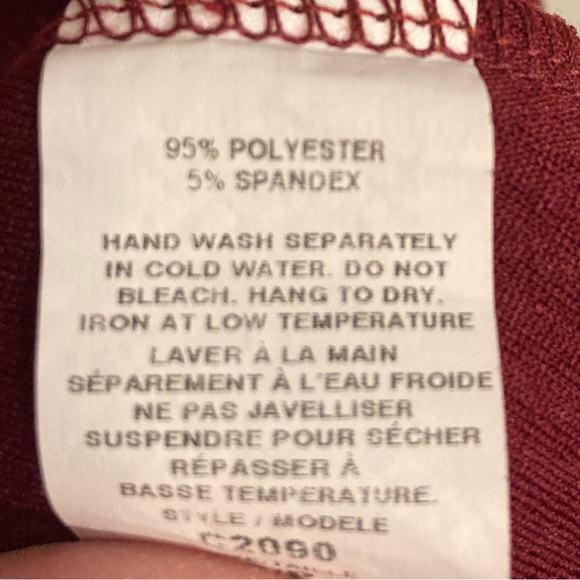 95% POLYESTER
5% SPANDEX
HAND WASH SEPARATELY
IN COLD WATER. DO NOT
BLEACH. HANG TO DRY.
IRON AT LOW TEMPERATURE
LAVER À LA MAIN
SÉPAREMENT À L'EAU FROIDE
NE PAS JAVELLISER
SUSPENDRE POUR SÉCHER
RÉPASSER À
BASSE TEMPERATURE.
STYLE / MODELE
C2090